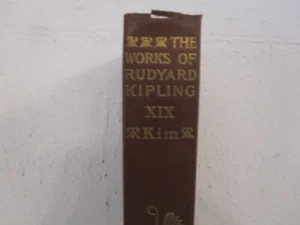 THE
WORKS OF
RUDYARD
KIPLING
XIX
Kim